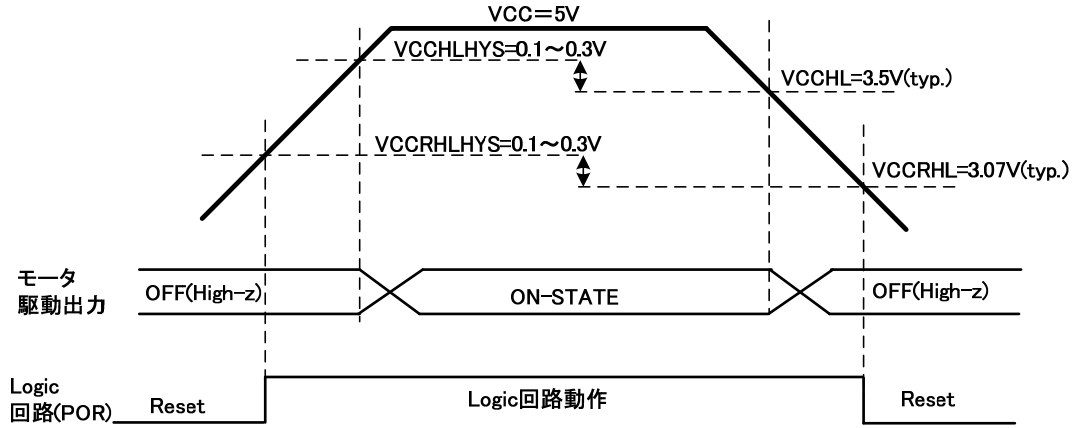 VCC=5V
VCCHLHYS=0.1～0.3V
VCCHL=3.5V(typ.)
VCCRHLHYS=0.1～0.3V
VCCRHL=3.07V(typ.)
モータ
駆動出力
OFF(High-z)
ON-STATE
OFF(High-z)
Logic
回路(POR)
Reset
Logic回路動作
Reset